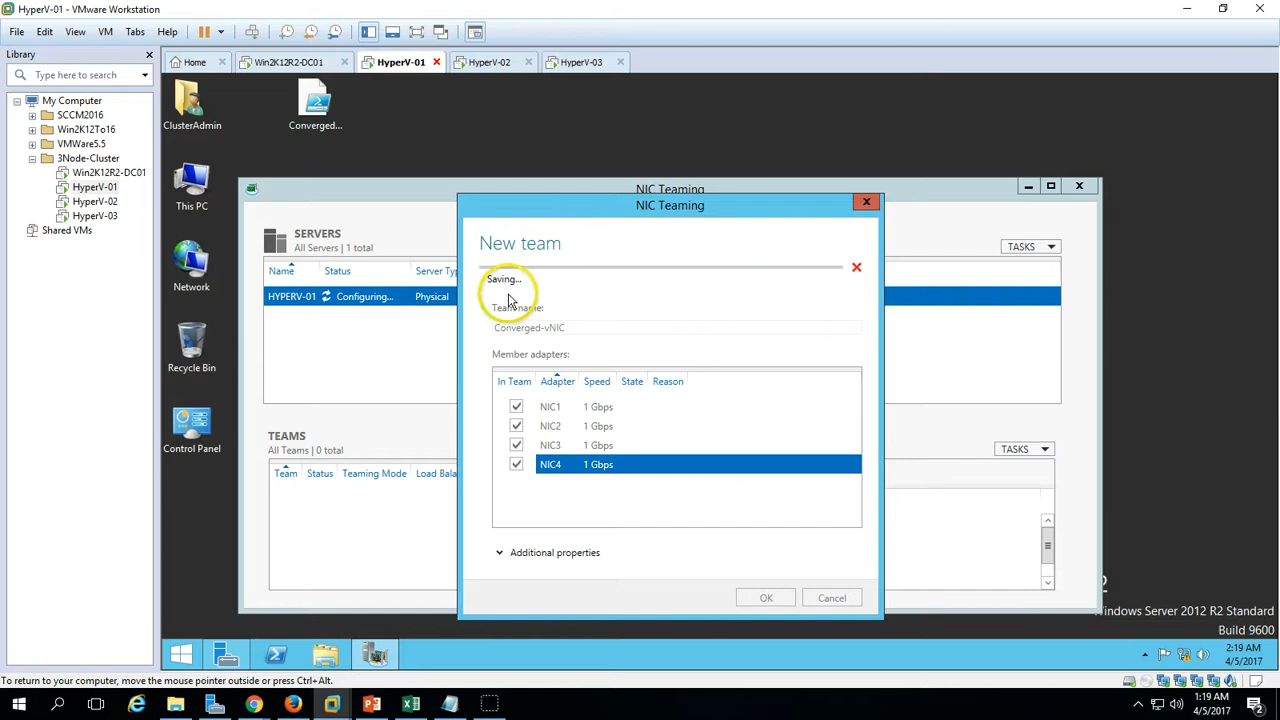 HyperV-01 - VMware Workstation
File Edit View VM Tabs Help
Library
Type here to search
My Computer
SCCM2016
Win2K12To16
VMWare5.5
3Node-Cluster
Win2K12R2-DC01
HyperV-01
HyperV-02
HyperV-03
Shared VMs
Home Win2K12R2-DC01 HyperV-01 HyperV-02 HyperV-03
ClusterAdmin
Converged...
This PC
Network
Recycle Bin
Control Panel
NIC Teaming
SERVERS
All Servers | 1 total
TASKS
Name Status Server Ty
HYPERV-01 Configuring... Physical
TEAMS
All Teams | 0 total
TASKS
Team Status Teaming Mode Load Bala
NIC Teaming
New team
Saving...
Team name:
Converged-vNIC
Member adapters:
In Team Adapter Speed State Reason
NIC1 1 Gbps
NIC2 1 Gbps
NIC3 1 Gbps
NIC4 1 Gbps
Additional properties
OK Cancel
2
Windows Server 2012 R2 Standard
Build 9600
2:19 AM
4/5/2017
To return to your computer, move the mouse pointer outside or press Ctrl+Alt.
1:19 AM
4/5/2017
2